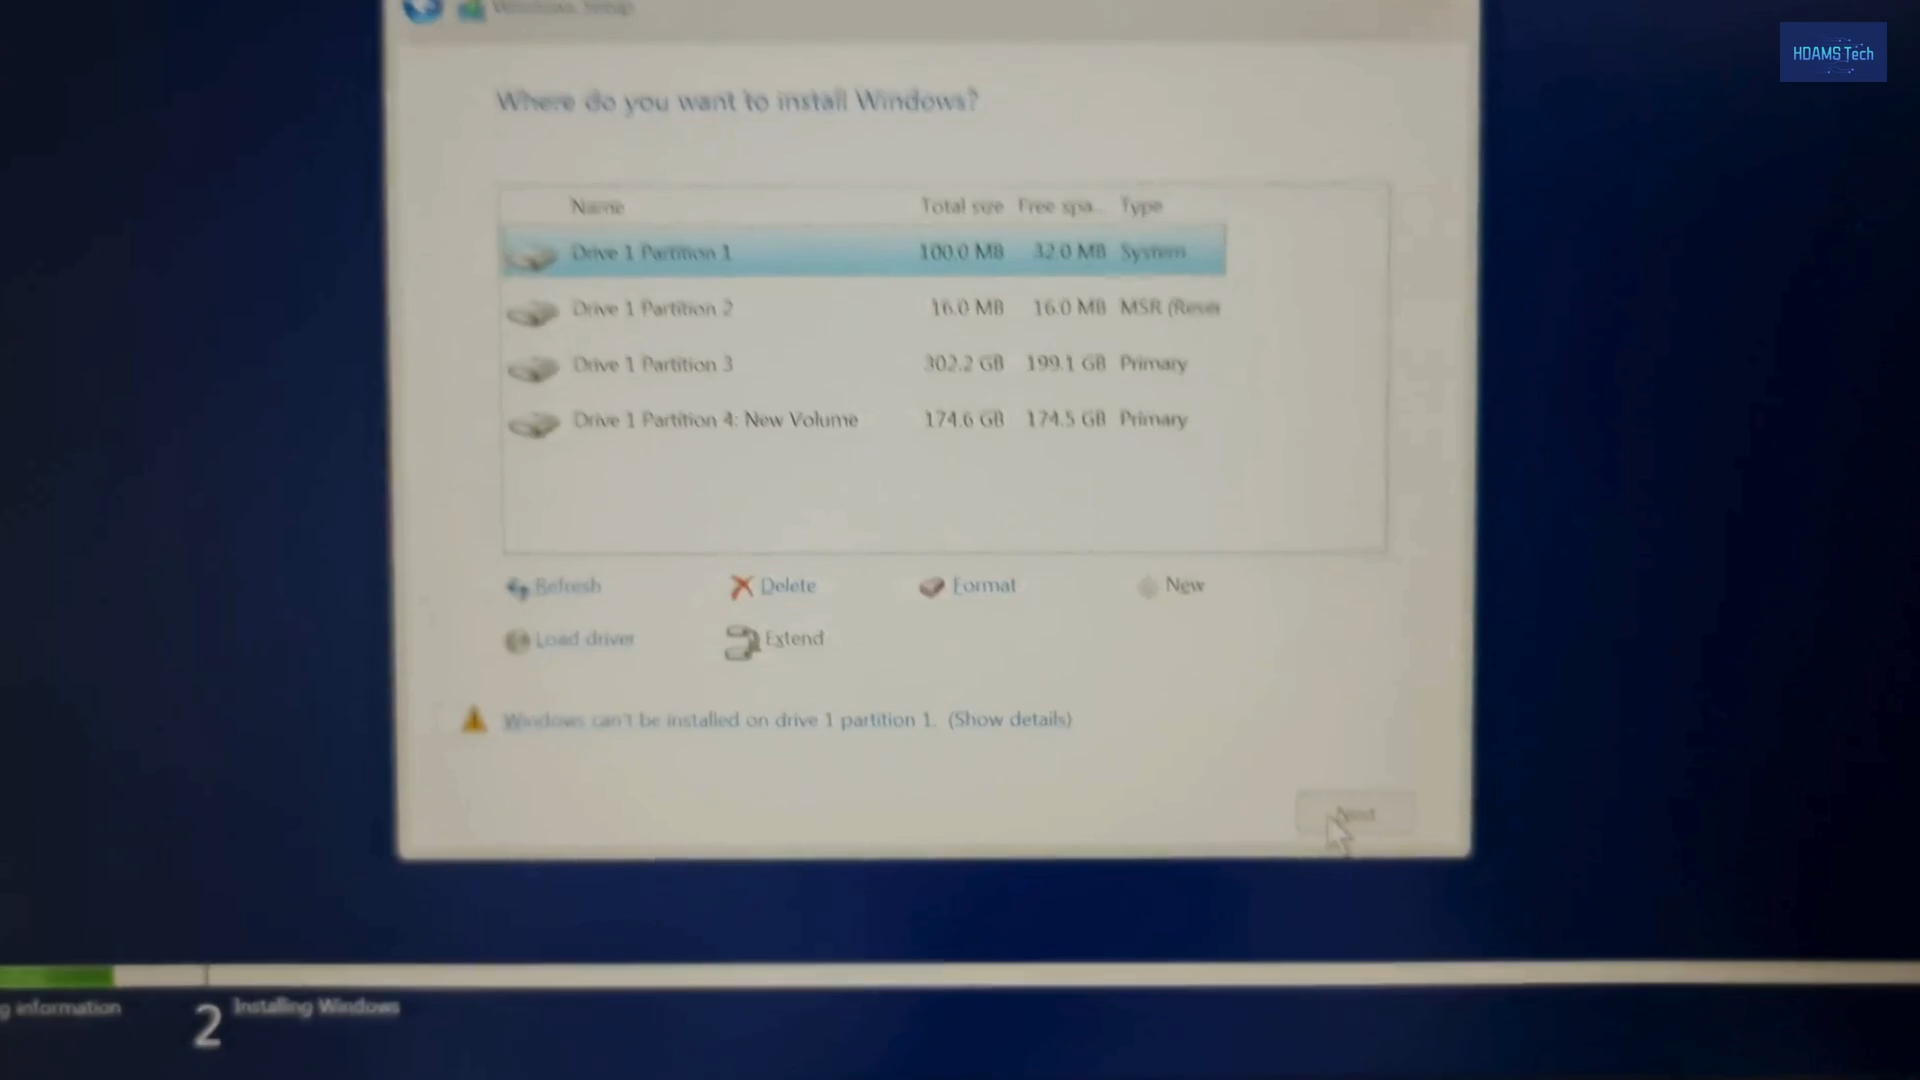 Windows Setup
HDAMS Tech
Where do you want to install Windows?
Name Total size Free spa... Type
Drive 1 Partition 1 100.0 MB 32.0 MB System
Drive 1 Partition 2 16.0 MB 16.0 MB MSR (Reser
Drive 1 Partition 3 302.2 GB 199.1 GB Primary
Drive 1 Partition 4: New Volume 174.6 GB 174.5 GB Primary
Refresh Delete Format New
Load driver Extend
Windows can't be installed on drive 1 partition 1. (Show details)
Next
g information 2 Installing Windows